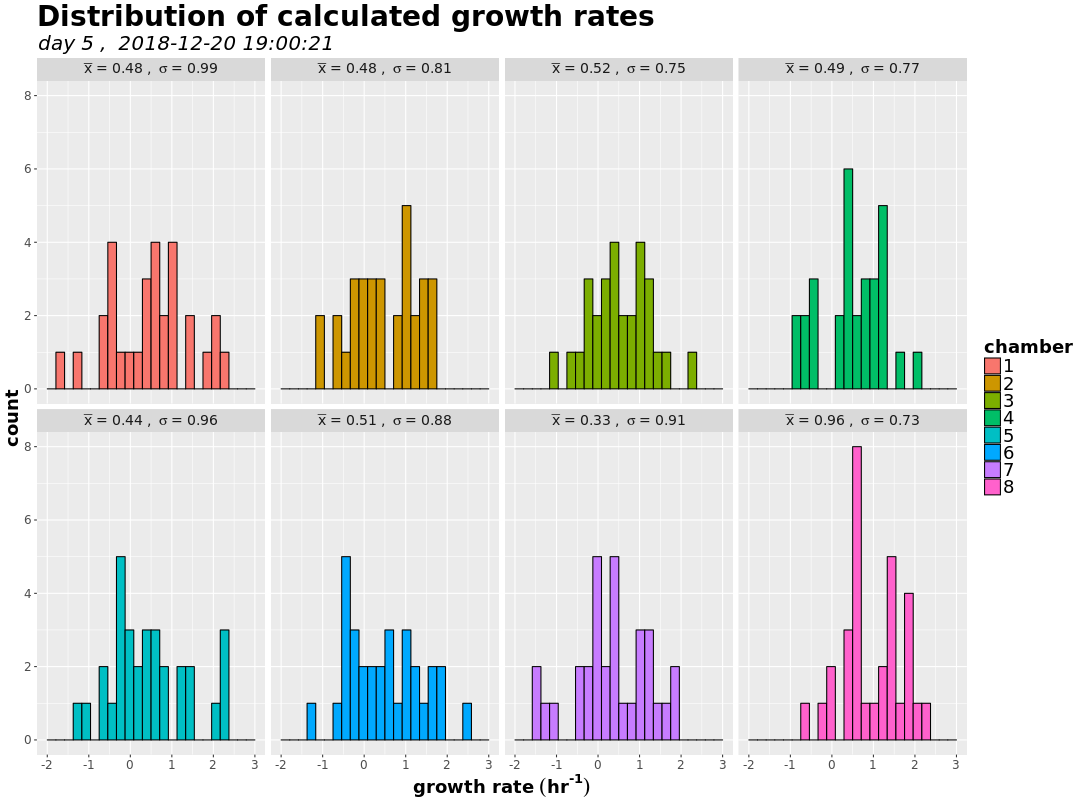 Distribution of calculated growth rates
day 5 ,  2018-12-20 19:00:21
x̅ = 0.48 ,  σ = 0.99
x̅ = 0.48 ,  σ = 0.81
x̅ = 0.52 ,  σ = 0.75
x̅ = 0.49 ,  σ = 0.77
8
6
4
2
0
x̅ = 0.44 ,  σ = 0.96
x̅ = 0.51 ,  σ = 0.88
x̅ = 0.33 ,  σ = 0.91
x̅ = 0.96 ,  σ = 0.73
8
6
4
2
0
-2 -1 0 1 2 3
-2 -1 0 1 2 3
-2 -1 0 1 2 3
-2 -1 0 1 2 3
count
growth rate (hr⁻¹)
chamber
1
2
3
4
5
6
7
8